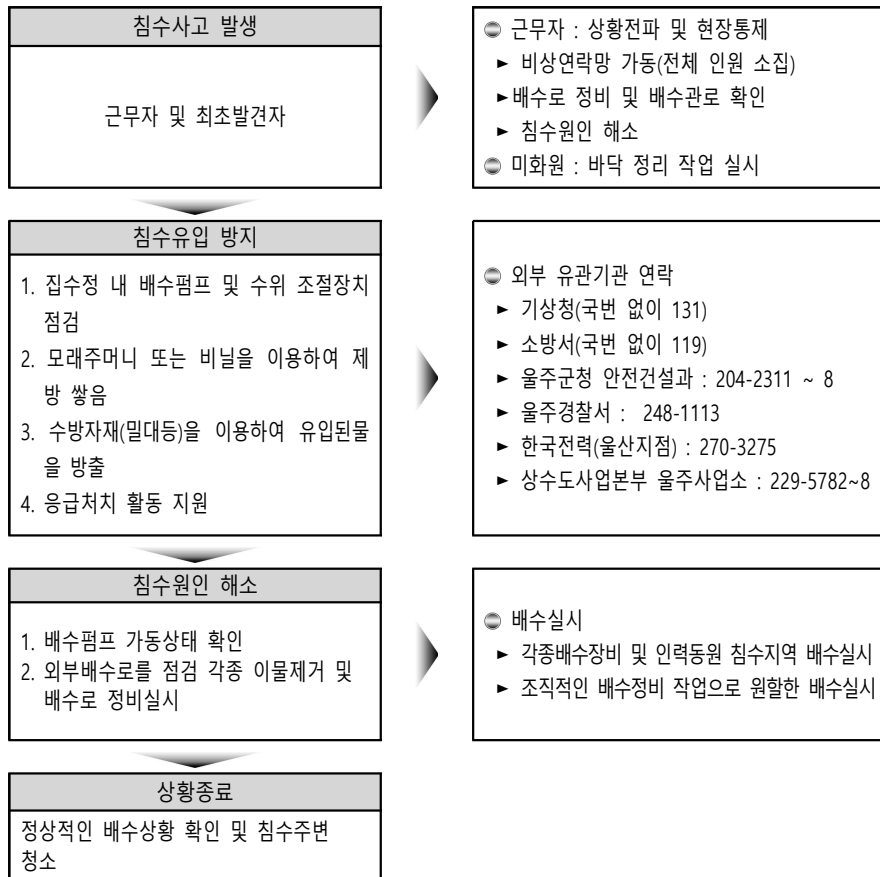 침수사고 발생
근무자 및 최초발견자
◎ 근무자 : 상황전파 및 현장통제
► 비상연락망 가동(전체 인원 소집)
►배수로 정비 및 배수관로 확인
► 침수원인 해소
◎ 미화원 : 바닥 정리 작업 실시
침수유입 방지
1. 집수정 내 배수펌프 및 수위 조절장치
점검
2. 모래주머니 또는 비닐을 이용하여 제
방 쌓음
3. 수방자재(밀대등)을 이용하여 유입된물
을 방출
4. 응급처치 활동 지원
◎ 외부 유관기관 연락
► 기상청(국번 없이 131)
► 소방서(국번 없이 119)
► 울주군청 안전건설과 : 204-2311 ~ 8
► 울주경찰서 : 248-1113
► 한국전력(울산지점) : 270-3275
► 상수도사업본부 울주사업소 : 229-5782~8
침수원인 해소
1. 배수펌프 가동상태 확인
2. 외부배수로를 점검 각종 이물제거 및
배수로 정비실시
◎ 배수실시
► 각종배수장비 및 인력동원 침수지역 배수실시
► 조직적인 배수정비 작업으로 원할한 배수실시
상황종료
정상적인 배수상황 확인 및 침수주변
청소